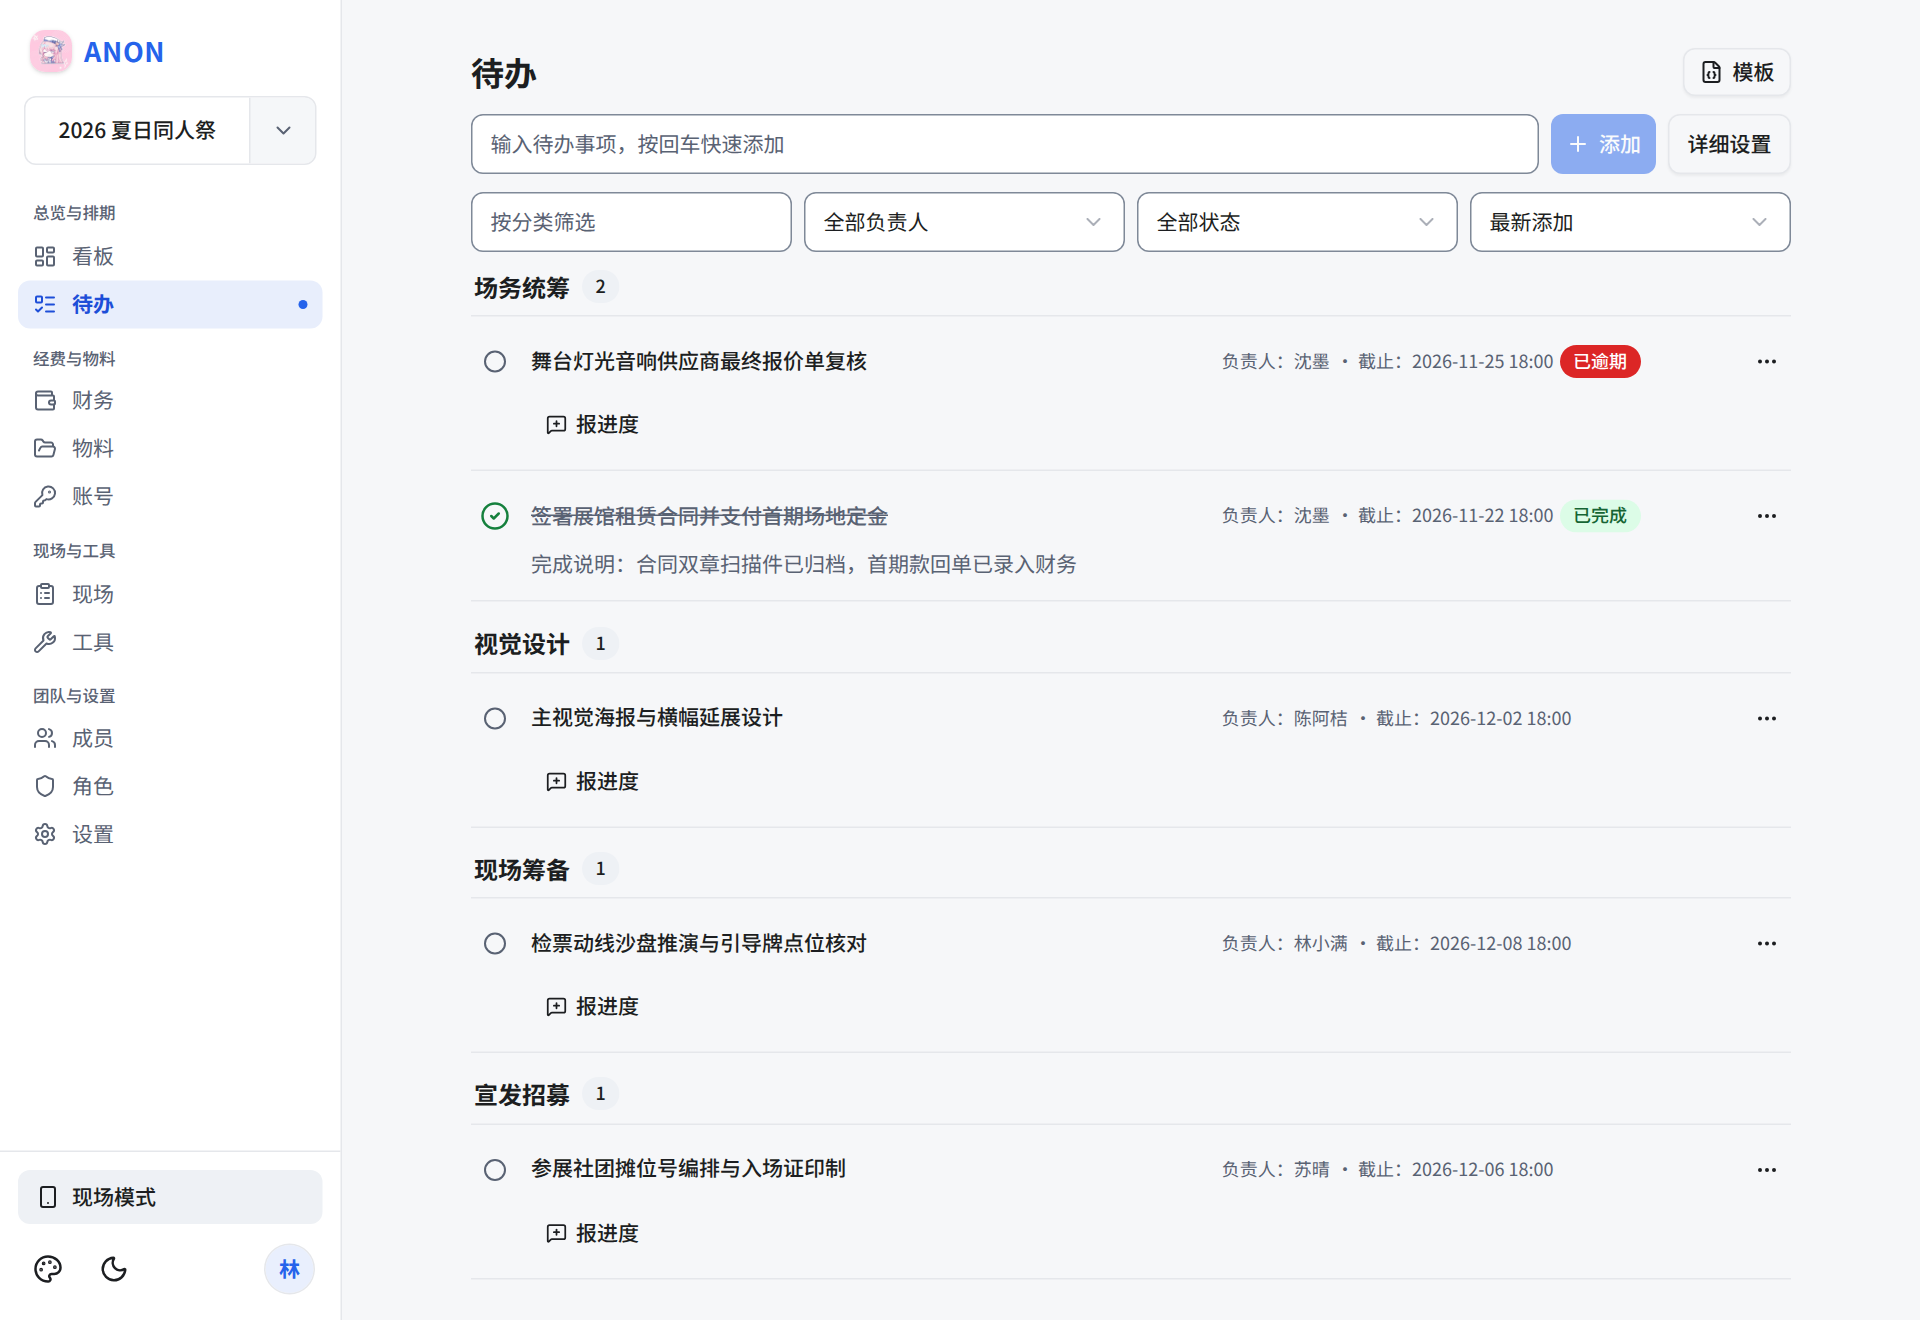 ANON
2026 夏日同人祭
总览与排期
看板
待办
经费与物料
财务
物料
账号
现场与工具
现场
工具
团队与设置
成员
角色
设置
现场模式
林
待办
模板
输入待办事项，按回车快速添加
添加
详细设置
按分类筛选
全部负责人
全部状态
最新添加
场务统筹 2
舞台灯光音响供应商最终报价单复核
负责人：沈墨 • 截止：2026-11-25 18:00 已逾期
报进度
签署展馆租赁合同并支付首期场地定金
负责人：沈墨 • 截止：2026-11-22 18:00 已完成
完成说明：合同双章扫描件已归档，首期款回单已录入财务
视觉设计 1
主视觉海报与横幅延展设计
负责人：陈阿桔 • 截止：2026-12-02 18:00
报进度
现场筹备 1
检票动线沙盘推演与引导牌点位核对
负责人：林小满 • 截止：2026-12-08 18:00
报进度
宣发招募 1
参展社团摊位号编排与入场证印制
负责人：苏晴 • 截止：2026-12-06 18:00
报进度